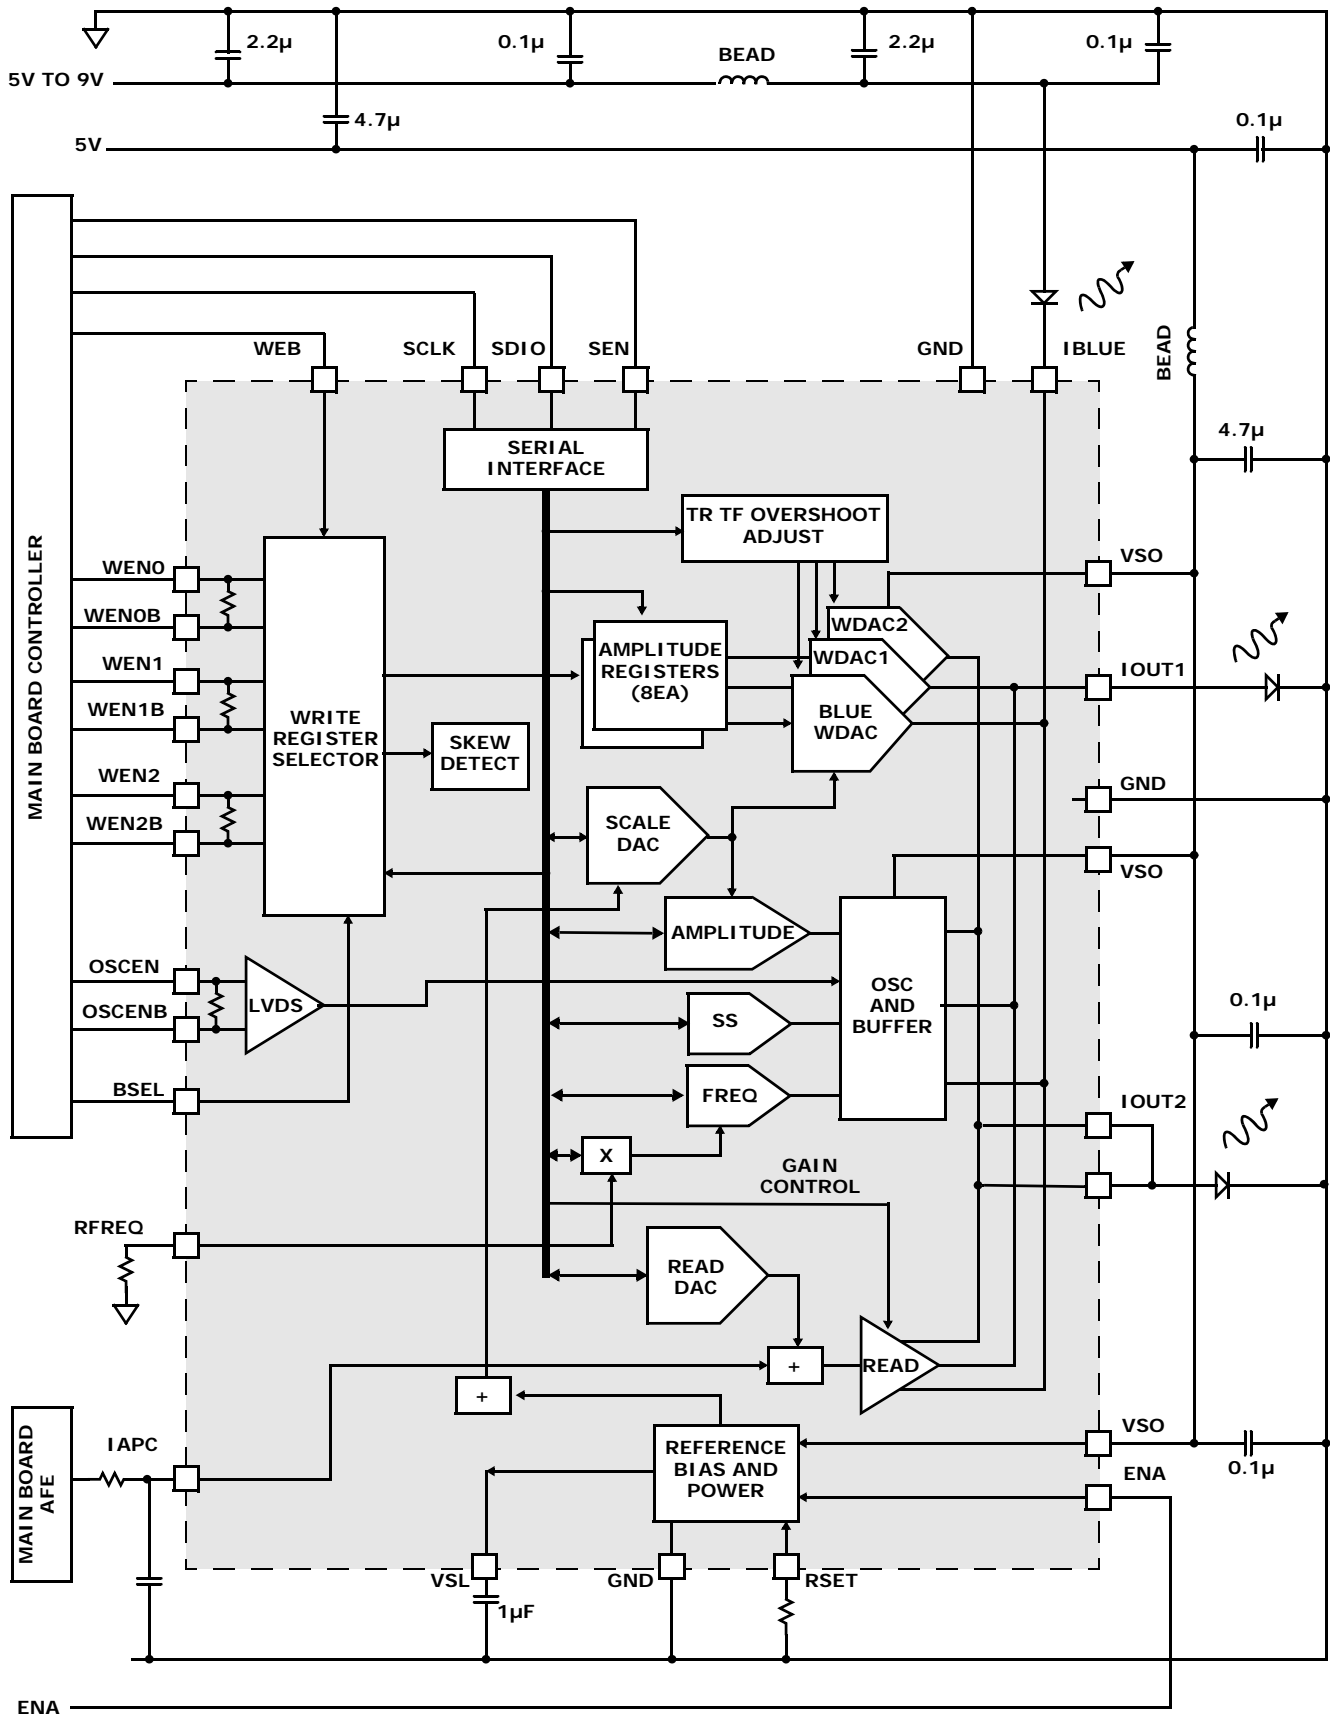 2.2µ
0.1µ
BEAD
2.2µ
0.1µ
5V TO 9V
4.7µ
0.1µ
5V
WEB
SCLK
SDIO
SEN
GND
IBLUE
BEAD
4.7µ
SERIAL
INTERFACE
MAIN BOARD CONTROLLER
TR TF OVERSHOOT
ADJUST
VSO
WEN0
WEN0B
WEN1
WEN1B
WEN2
WEN2B
WRITE
REGISTER
SELECTOR
SKEW
DETECT
AMPLITUDE
REGISTERS
(8EA)
WDAC2
WDAC1
BLUE
WDAC
IOUT1
GND
SCALE
DAC
VSO
AMPLITUDE
OSCEN
OSCENB
LVDS
OSC
AND
BUFFER
SS
0.1µ
BSEL
FREQ
IOUT2
X
GAIN
CONTROL
RFREQ
READ
DAC
+
READ
+
MAIN BOARD
AFE
IAPC
REFERENCE
BIAS AND
POWER
VSO
0.1µ
ENA
VSL
1µF
GND
RSET
ENA